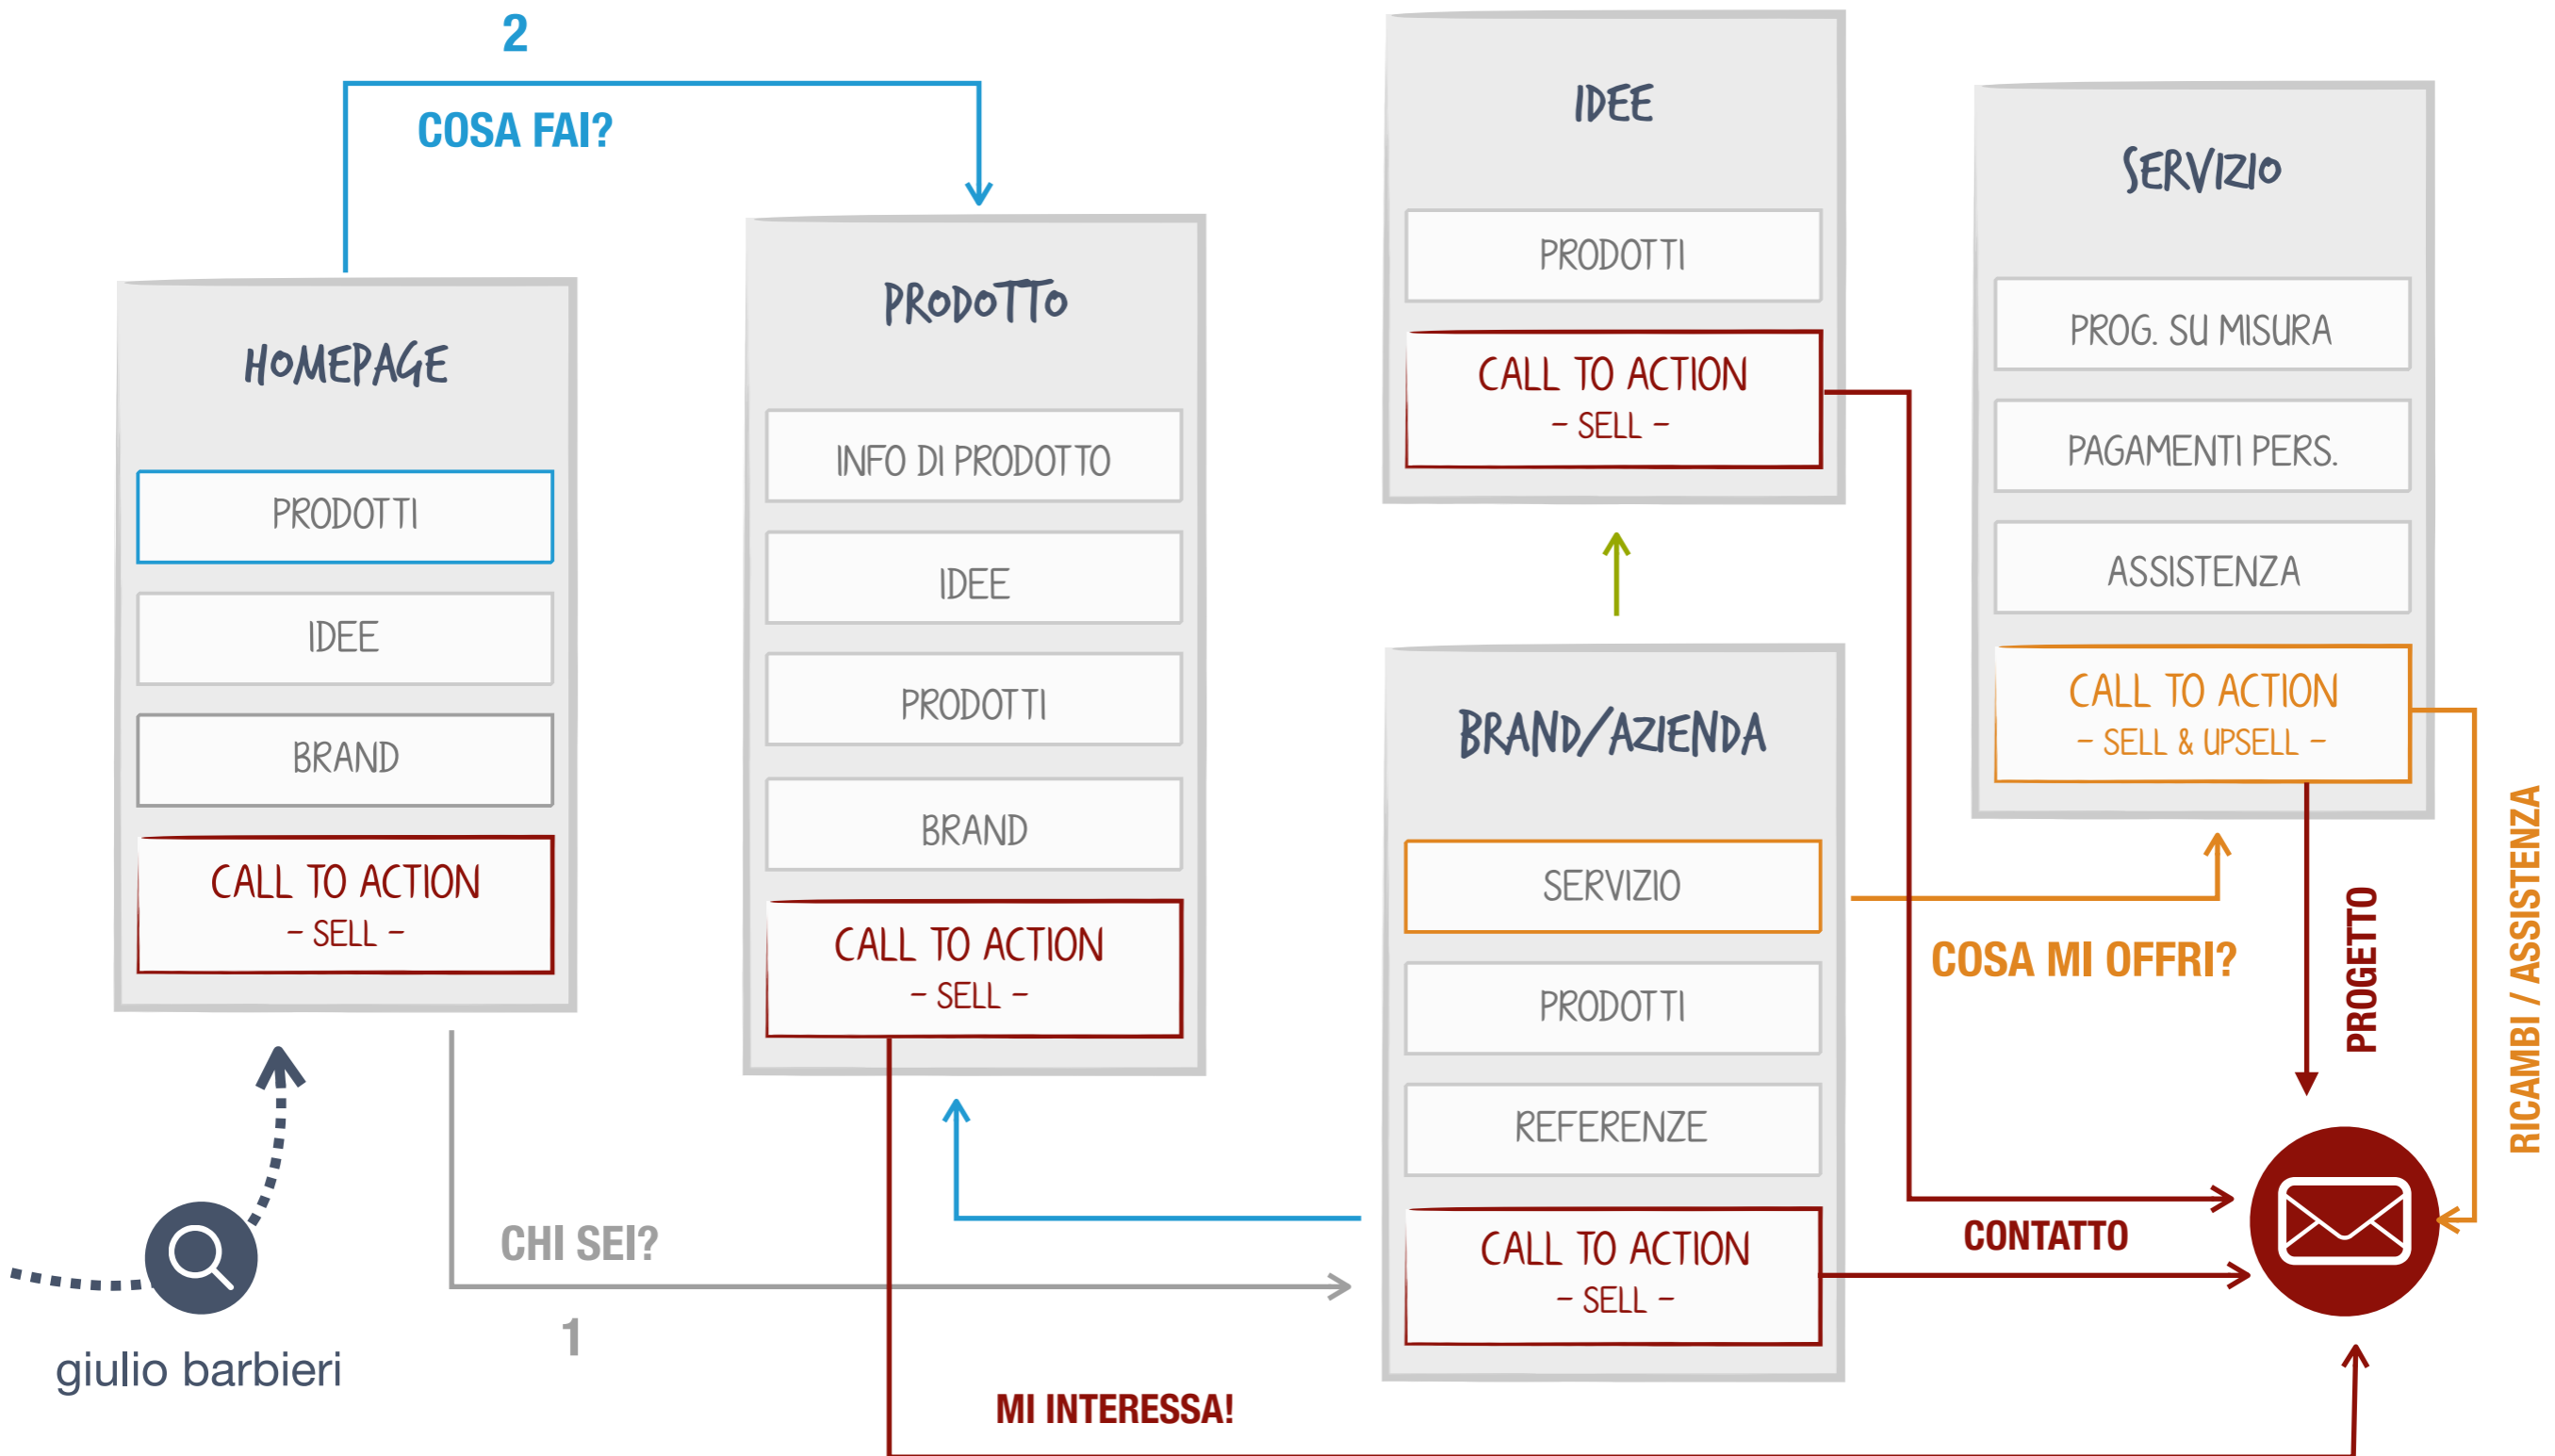 2
COSA FAI?
HOMEPAGE
PRODOTTI
IDEE
BRAND
CALL TO ACTION
- SELL -
giulio barbieri
CHI SEI?
1
PRODOTTO
INFO DI PRODOTTO
IDEE
PRODOTTI
BRAND
CALL TO ACTION
- SELL -
MI INTERESSA!
IDEE
PRODOTTI
CALL TO ACTION
- SELL -
BRAND/AZIENDA
SERVIZIO
PRODOTTI
REFERENZE
CALL TO ACTION
- SELL -
SERVIZIO
PROG. SU MISURA
PAGAMENTI PERS.
ASSISTENZA
CALL TO ACTION
- SELL & UPSELL -
COSA MI OFFRI?
PROGETTO
RICAMBI / ASSISTENZA
CONTATTO